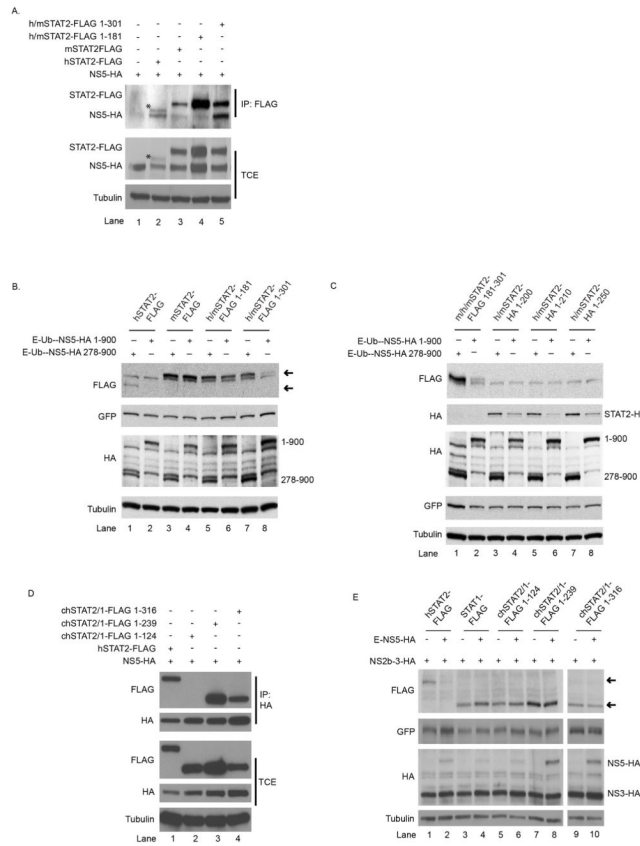 A.
h/mSTAT2-FLAG 1-301 - - - - +
h/mSTAT2-FLAG 1-181 - - - + -
mSTAT2FLAG - - + - -
hSTAT2-FLAG - + - - -
NS5-HA + + + + +
STAT2-FLAG
*
NS5-HA
IP: FLAG
STAT2-FLAG
*
NS5-HA
TCE
Tubulin
Lane 1 2 3 4 5
B.
hSTAT2-FLAG
mSTAT2-FLAG
h/mSTAT2-FLAG 1-181
h/mSTAT2-FLAG 1-301
E-Ub--NS5-HA 1-900 - + - + - + - +
E-Ub--NS5-HA 278-900 + - + - + - + -
FLAG
GFP
HA
1-900
278-900
Tubulin
Lane 1 2 3 4 5 6 7 8
C.
m/h/mSTAT2-FLAG 181-301
h/mSTAT2-HA 1-200
h/mSTAT2-HA 1-210
h/mSTAT2-HA 1-250
E-Ub--NS5-HA 1-900 - + - + - + - +
E-Ub--NS5-HA 278-900 + - + - + - + -
FLAG
HA
STAT2-H
HA
1-900
278-900
GFP
Tubulin
Lane 1 2 3 4 5 6 7 8
D
chSTAT2/1-FLAG 1-316 - - - +
chSTAT2/1-FLAG 1-239 - - + -
chSTAT2/1-FLAG 1-124 - + - -
hSTAT2-FLAG + - - -
NS5-HA + + + +
FLAG
HA
IP: HA
FLAG
HA
TCE
Tubulin
Lane 1 2 3 4
E
hSTAT2-FLAG
STAT1-FLAG
chSTAT2/1-FLAG 1-124
chSTAT2/1-FLAG 1-239
chSTAT2/1-FLAG 1-316
E-NS5-HA - + - + - + - + - +
NS2b-3-HA + + + + + + + + + +
FLAG
GFP
HA
NS5-HA
NS3-HA
Tubulin
Lane 1 2 3 4 5 6 7 8 9 10